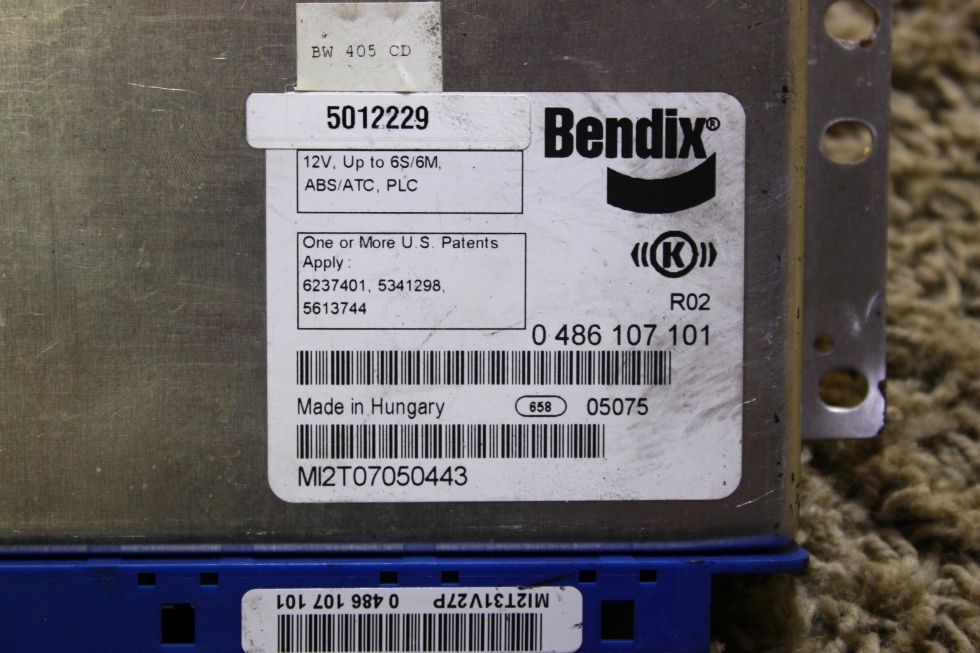 BW 405 CD
5012229
Bendix®
12V, Up to 6S/6M,
ABS/ATC, PLC
One or More U.S. Patents
Apply :
6237401, 5341298,
5613744
K
R02
0 486 107 101
Made in Hungary 658 05075
MI2T07050443
MI2T31V27P 0 486 107 101